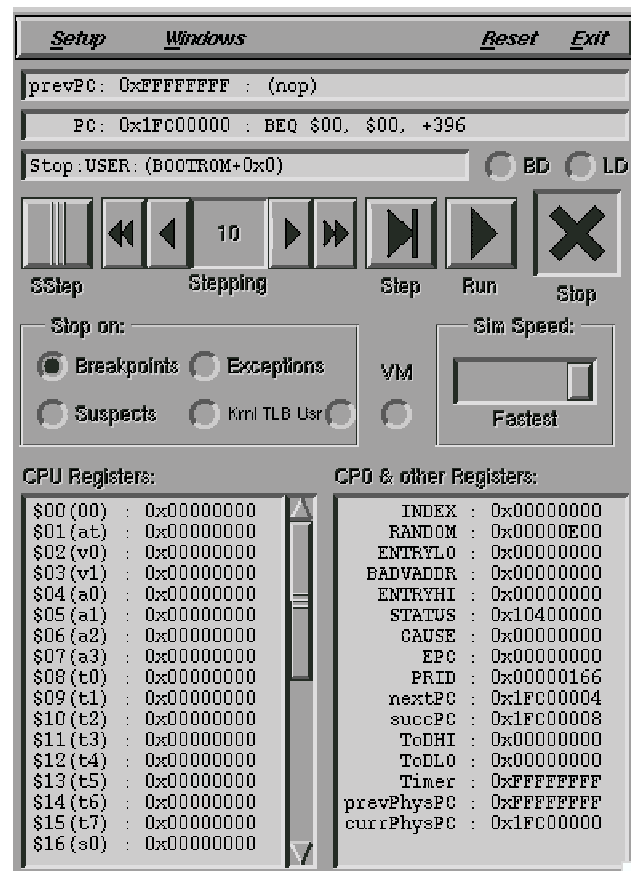 Setup Windows Reset Exit
prevPC: 0xFFFFFFFF : (nop)
PC: 0x1FC00000 : BEQ $00, $00, +396
Stop:USER:(BOOTROM+0x0) BD LD
10
SStep Stepping Step Run Stop
Stop on: Sim Speed:
Breakpoints Exceptions VM
Suspects Krnl TLB Usr Fastest
CPU Registers: CP0 & other Registers:
$00(00) : 0x00000000 INDEX : 0x00000000
$01(at) : 0x00000000 RANDOM : 0x00000E00
$02(v0) : 0x00000000 ENTRYLO : 0x00000000
$03(v1) : 0x00000000 BADVADDR : 0x00000000
$04(a0) : 0x00000000 ENTRYHI : 0x00000000
$05(a1) : 0x00000000 STATUS : 0x10400000
$06(a2) : 0x00000000 CAUSE : 0x00000000
$07(a3) : 0x00000000 EPC : 0x00000000
$08(t0) : 0x00000000 PRID : 0x00000166
$09(t1) : 0x00000000 nextPC : 0x1FC00004
$10(t2) : 0x00000000 succPC : 0x1FC00008
$11(t3) : 0x00000000 ToDHI : 0x00000000
$12(t4) : 0x00000000 ToDLO : 0x00000000
$13(t5) : 0x00000000 Timer : 0xFFFFFFFF
$14(t6) : 0x00000000 prevPhysPC : 0xFFFFFFFF
$15(t7) : 0x00000000 currPhysPC : 0x1FC00000
$16(s0) : 0x00000000